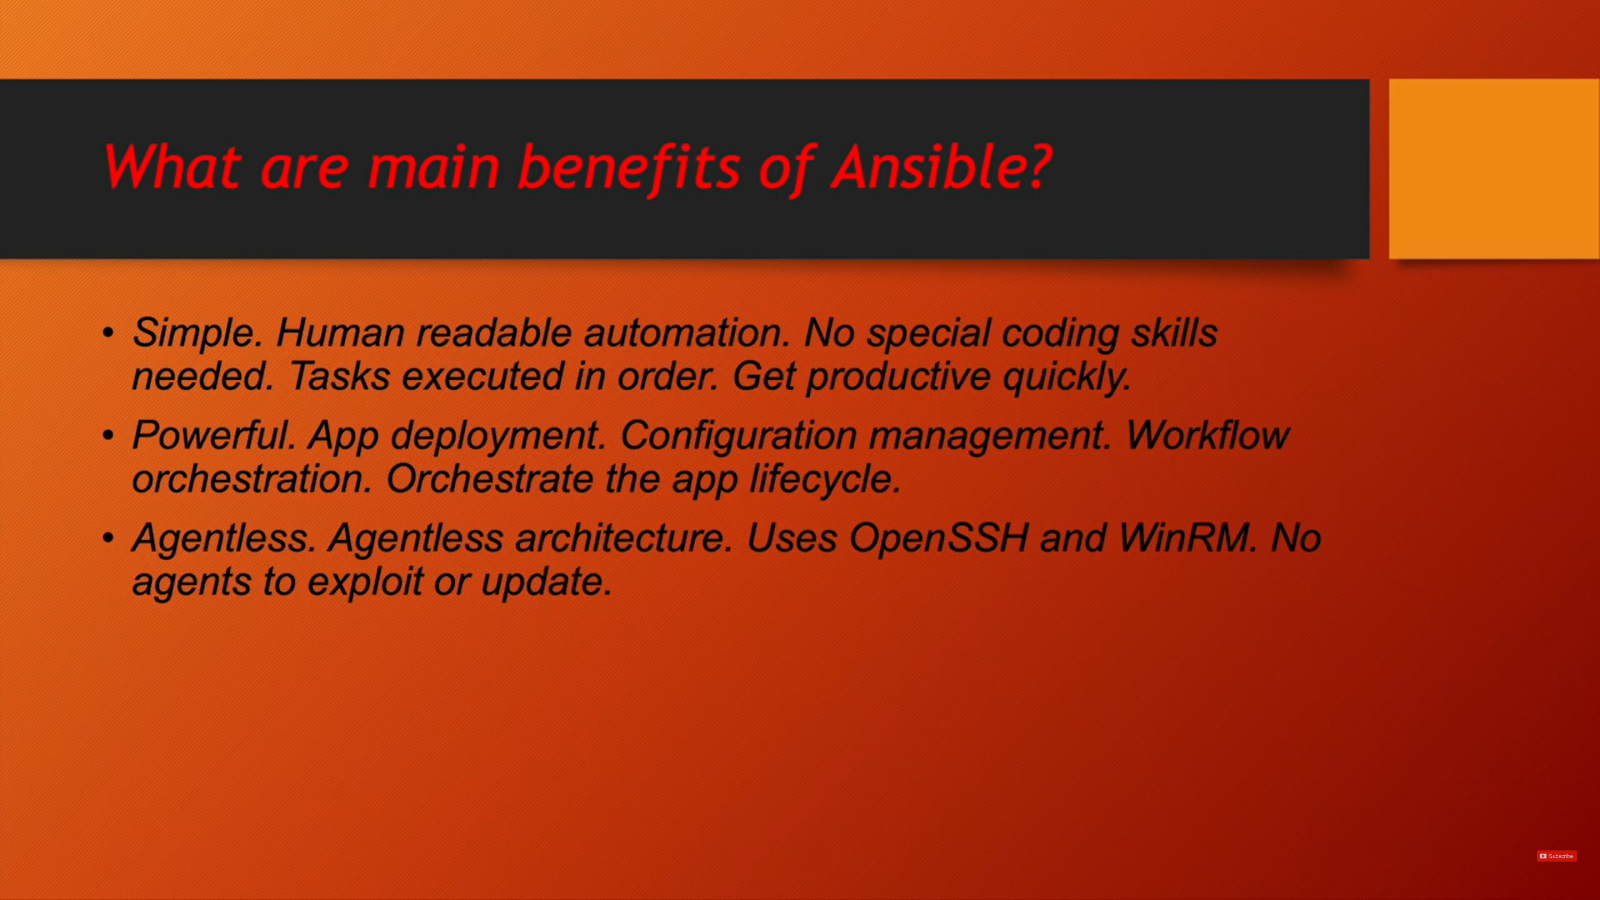 What are main benefits of Ansible?
• Simple. Human readable automation. No special coding skills
needed. Tasks executed in order. Get productive quickly.
• Powerful. App deployment. Configuration management. Workflow
orchestration. Orchestrate the app lifecycle.
• Agentless. Agentless architecture. Uses OpenSSH and WinRM. No
agents to exploit or update.
Subscribe